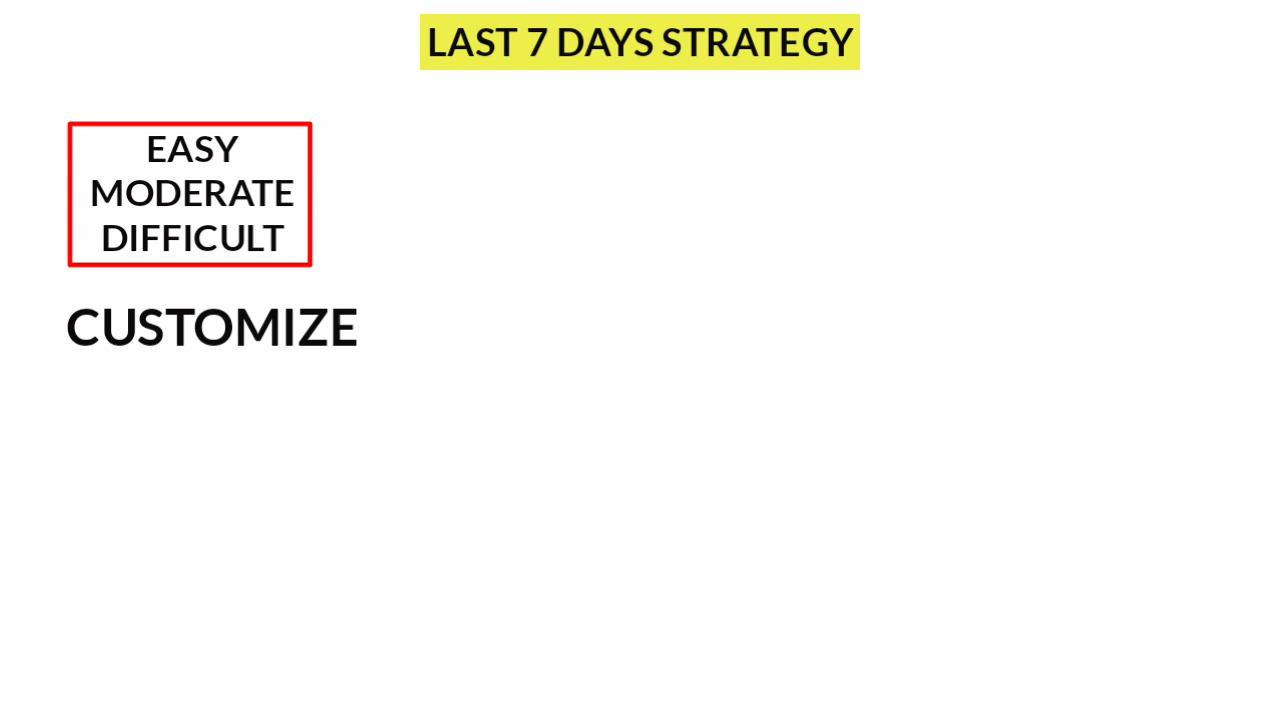 LAST 7 DAYS STRATEGY
EASY
MODERATE
DIFFICULT
CUSTOMIZE